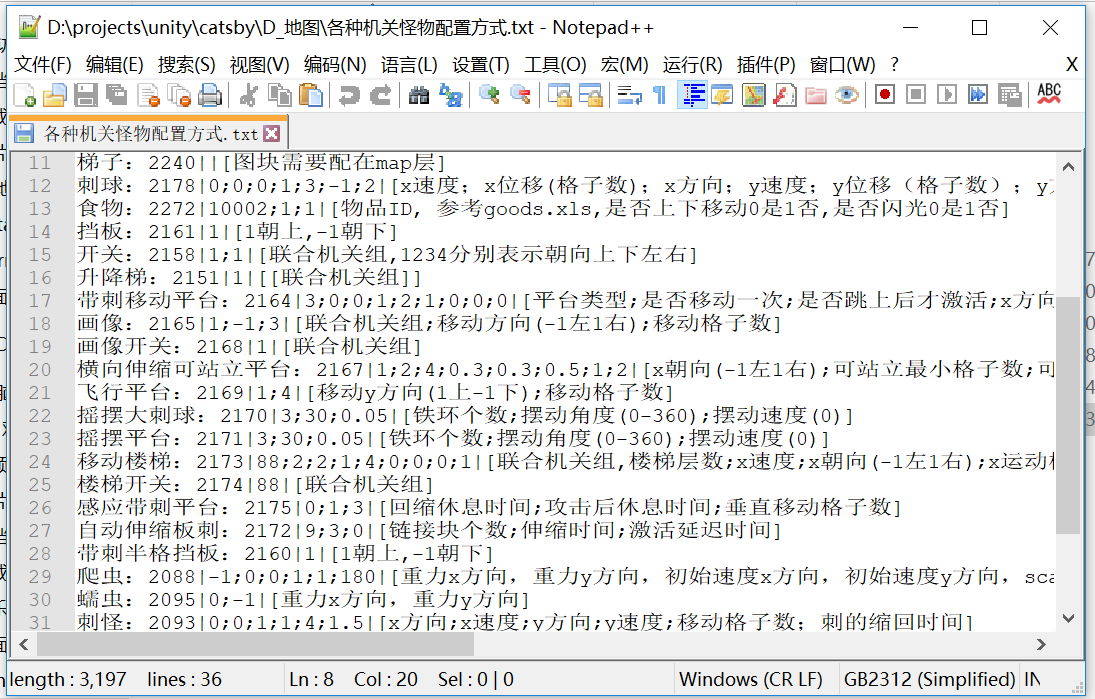 D:\projects\unity\catsby\D_地图\各种机关怪物配置方式.txt - Notepad++
文件(F) 编辑(E) 搜索(S) 视图(V) 编码(N) 语言(L) 设置(T) 工具(O) 宏(M) 运行(R) 插件(P) 窗口(W) ? X
ABC
各种机关怪物配置方式.txt
11 梯子：2240||[图块需要配在map层]
12 刺球：2178|0;0;0;1;3;-1;2|[x速度；x位移(格子数)；x方向；y速度；y位移（格子数）；y
13 食物：2272|10002;1;1|[物品ID, 参考goods.xls,是否上下移动0是1否,是否闪光0是1否]
14 挡板：2161|1|[1朝上,-1朝下]
15 开关：2158|1;1|[联合机关组,1234分别表示朝向上下左右]
16 升降梯：2151|1|[[联合机关组]]
17 带刺移动平台：2164|3;0;0;1;2;1;0;0;0|[平台类型;是否移动一次;是否跳上后才激活;x方向
18 画像：2165|1;-1;3|[联合机关组;移动方向(-1左1右);移动格子数]
19 画像开关：2168|1|[联合机关组]
20 横向伸缩可站立平台：2167|1;2;4;0.3;0.3;0.5;1;2|[x朝向(-1左1右);可站立最小格子数;可
21 飞行平台：2169|1;4|[移动y方向(1上-1下);移动格子数]
22 摇摆大刺球：2170|3;30;0.05|[铁环个数;摆动角度(0-360);摆动速度(0)]
23 摇摆平台：2171|3;30;0.05|[铁环个数;摆动角度(0-360);摆动速度(0)]
24 移动楼梯：2173|88;2;2;1;4;0;0;0;1|[联合机关组,楼梯层数;x速度;x朝向(-1左1右);x运动
25 楼梯开关：2174|88|[联合机关组]
26 感应带刺平台：2175|0;1;3|[回缩休息时间;攻击后休息时间;垂直移动格子数]
27 自动伸缩板刺：2172|9;3;0|[链接块个数;伸缩时间;激活延迟时间]
28 带刺半格挡板：2160|1|[1朝上,-1朝下]
29 爬虫：2088|-1;0;0;1;1;180|[重力x方向，重力y方向，初始速度x方向，初始速度y方向，sca
30 蠕虫：2095|0;-1|[重力x方向，重力y方向]
31 刺怪：2093|0;0;1;1;4;1.5|[x方向;x速度;y方向;y速度;移动格子数；刺的缩回时间]
length : 3,197 lines : 36 Ln : 8 Col : 20 Sel : 0 | 0 Windows (CR LF) GB2312 (Simplified) IN